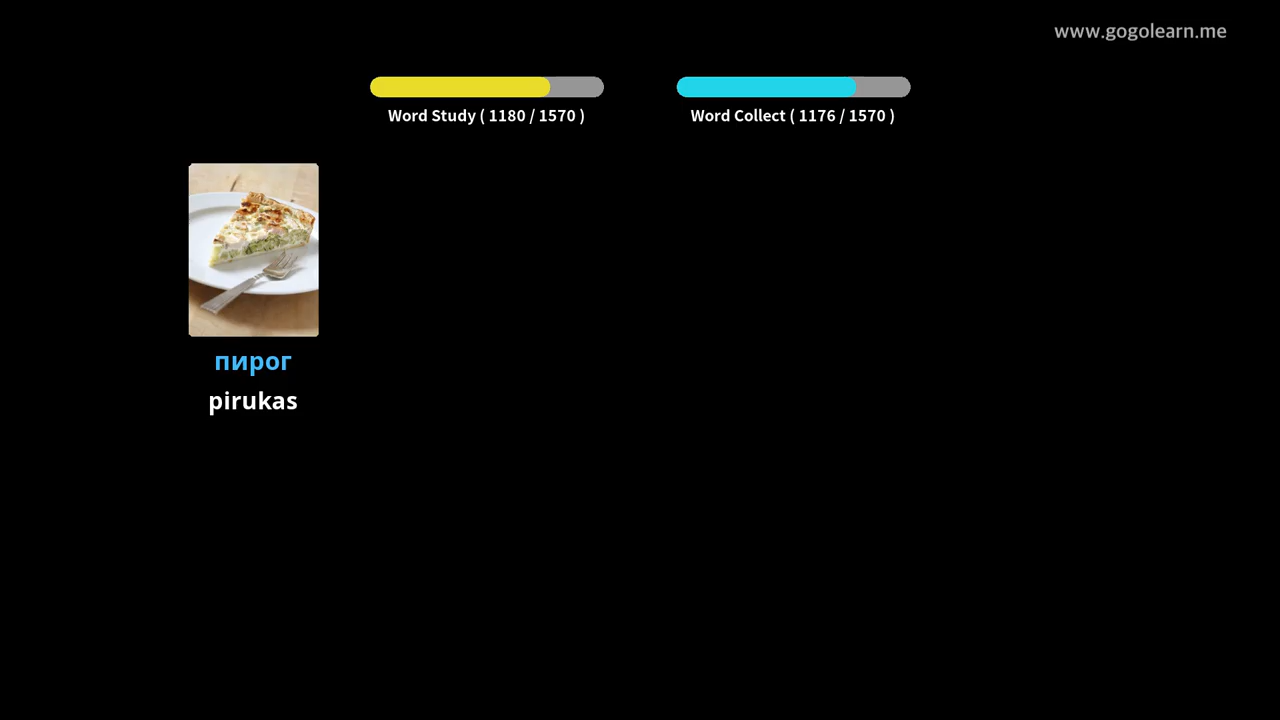 www.gogolearn.me
Word Study ( 1180 / 1570 )
Word Collect ( 1176 / 1570 )
пирог
pirukas